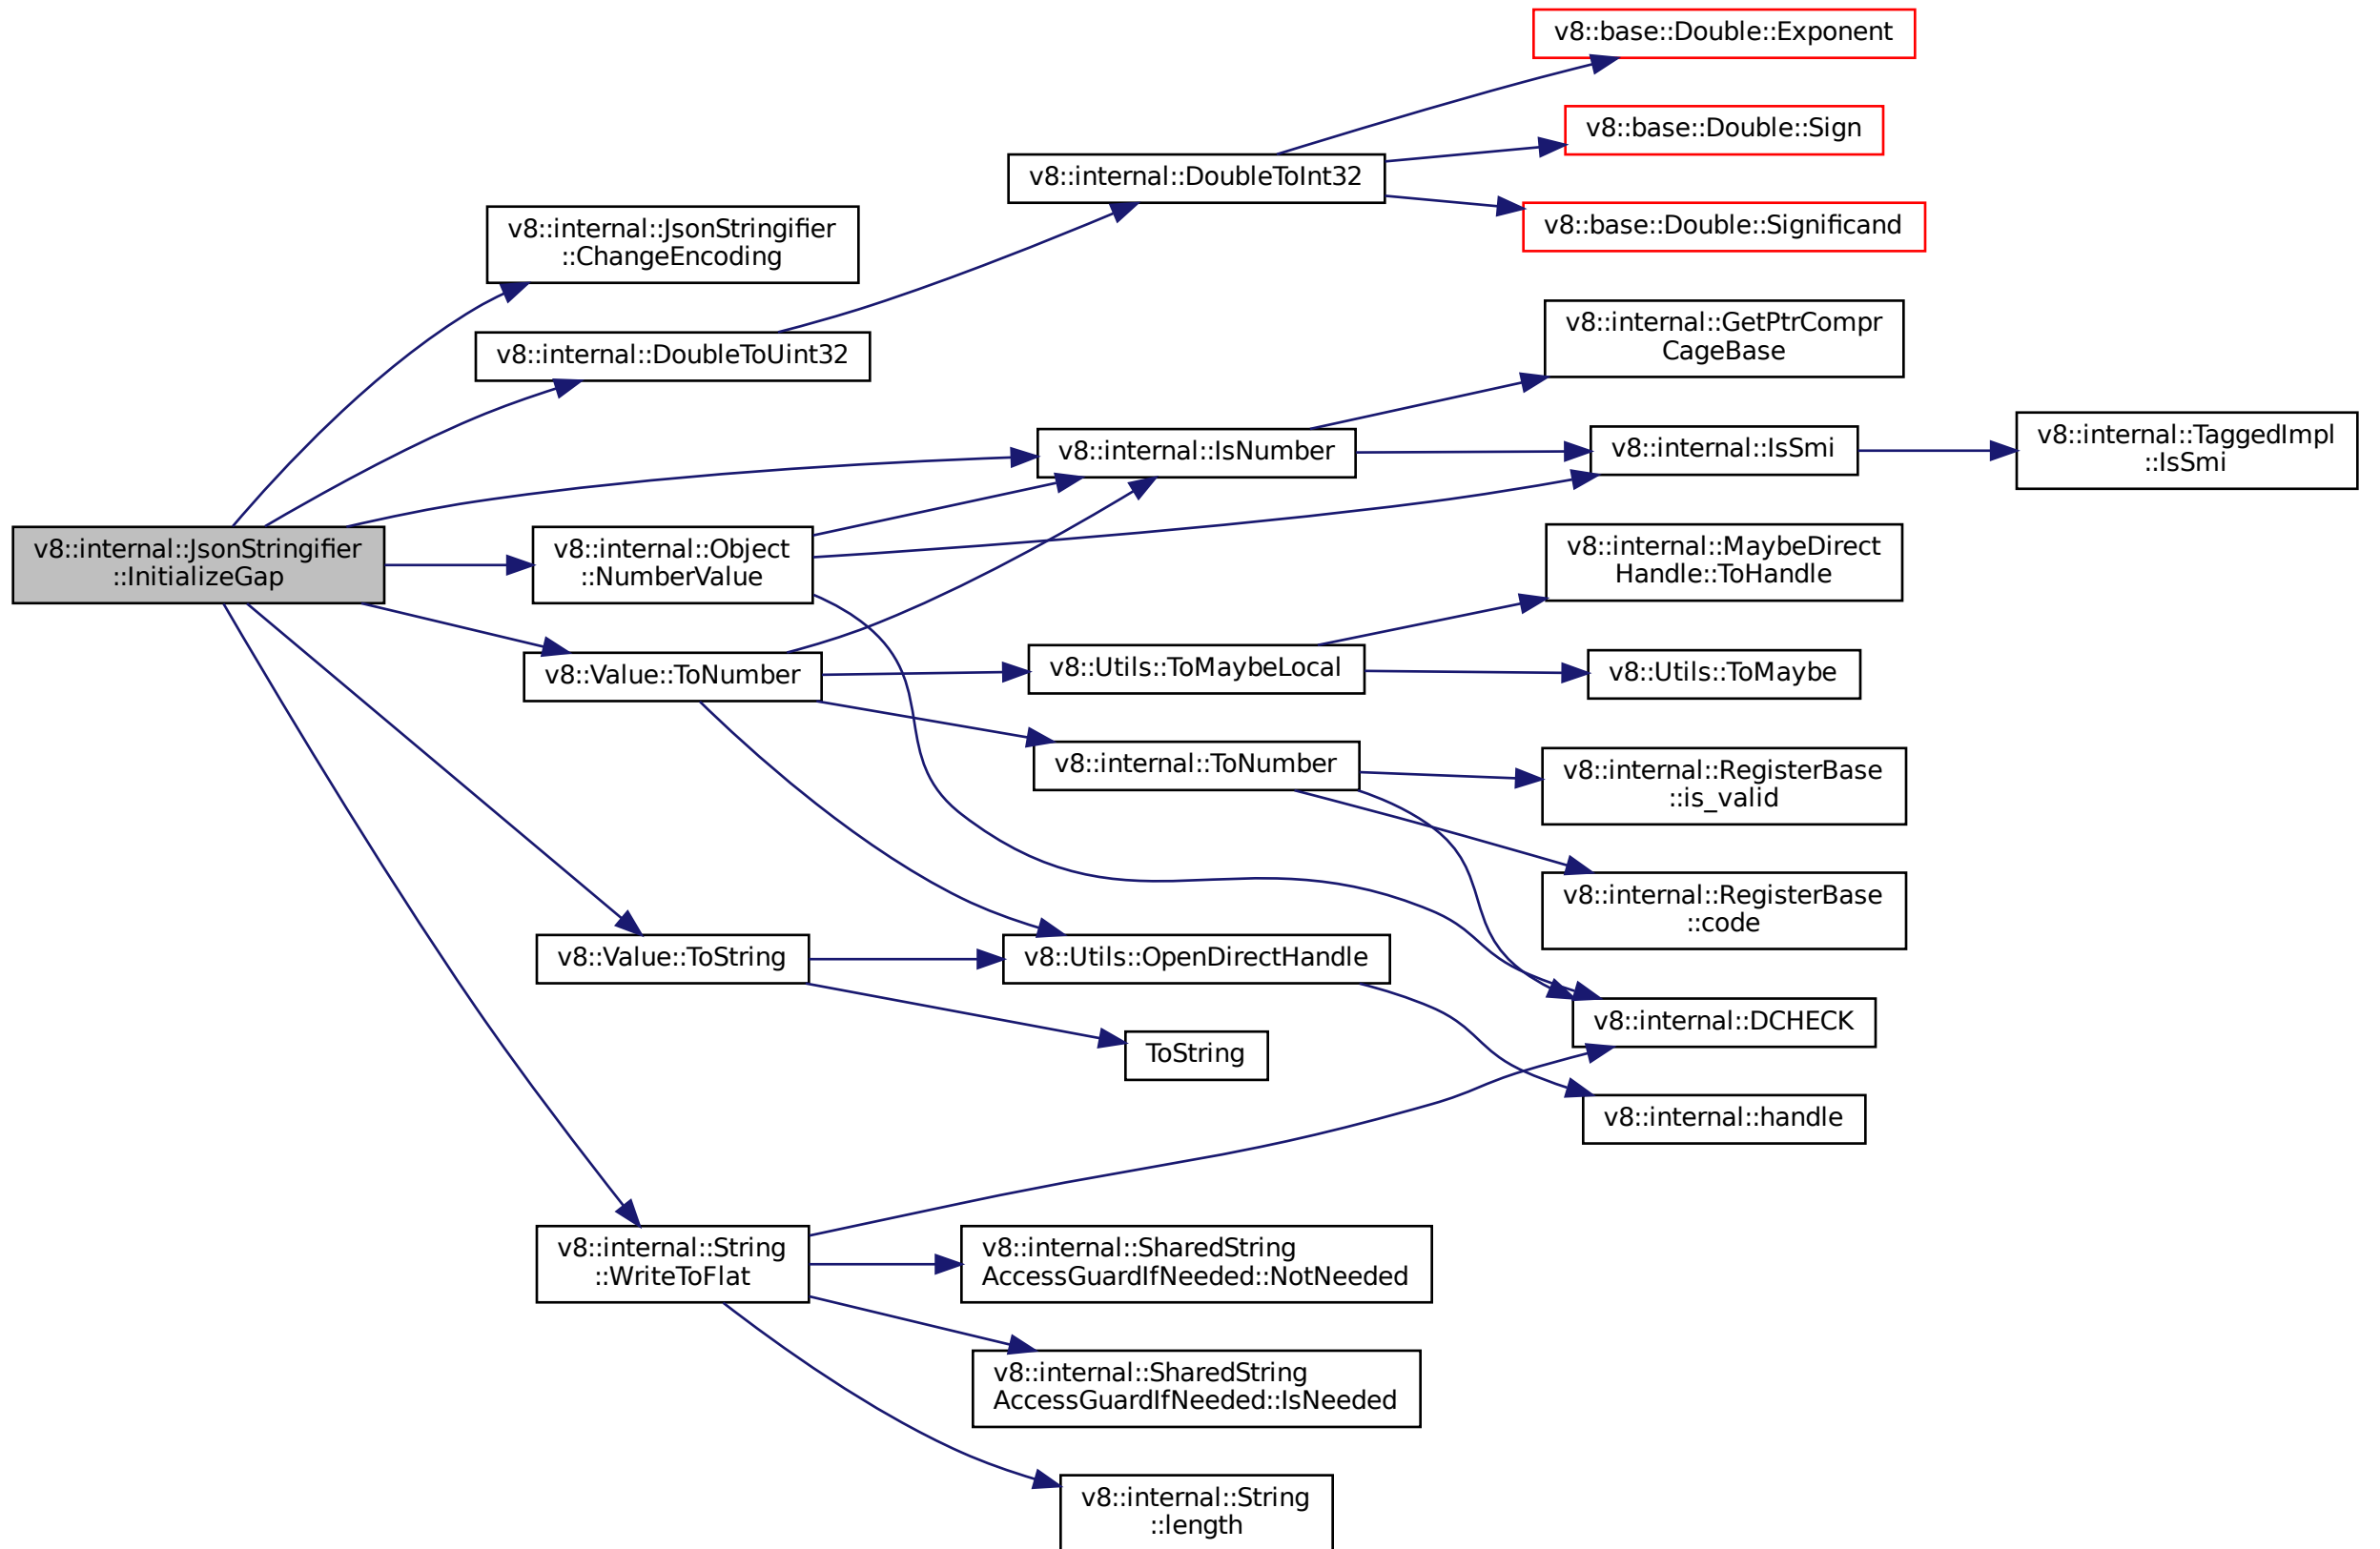 v8::internal::JsonStringifier
::InitializeGap
v8::internal::JsonStringifier
::ChangeEncoding
v8::internal::DoubleToUint32
v8::internal::DoubleToInt32
v8::base::Double::Exponent
v8::base::Double::Sign
v8::base::Double::Significand
v8::internal::IsNumber
v8::internal::GetPtrCompr
CageBase
v8::internal::IsSmi
v8::internal::TaggedImpl
::IsSmi
v8::internal::Object
::NumberValue
v8::Value::ToNumber
v8::Utils::ToMaybeLocal
v8::internal::MaybeDirect
Handle::ToHandle
v8::Utils::ToMaybe
v8::internal::ToNumber
v8::internal::RegisterBase
::is_valid
v8::internal::RegisterBase
::code
v8::internal::DCHECK
v8::Value::ToString
v8::Utils::OpenDirectHandle
v8::internal::handle
ToString
v8::internal::String
::WriteToFlat
v8::internal::SharedString
AccessGuardIfNeeded::NotNeeded
v8::internal::SharedString
AccessGuardIfNeeded::IsNeeded
v8::internal::String
::length